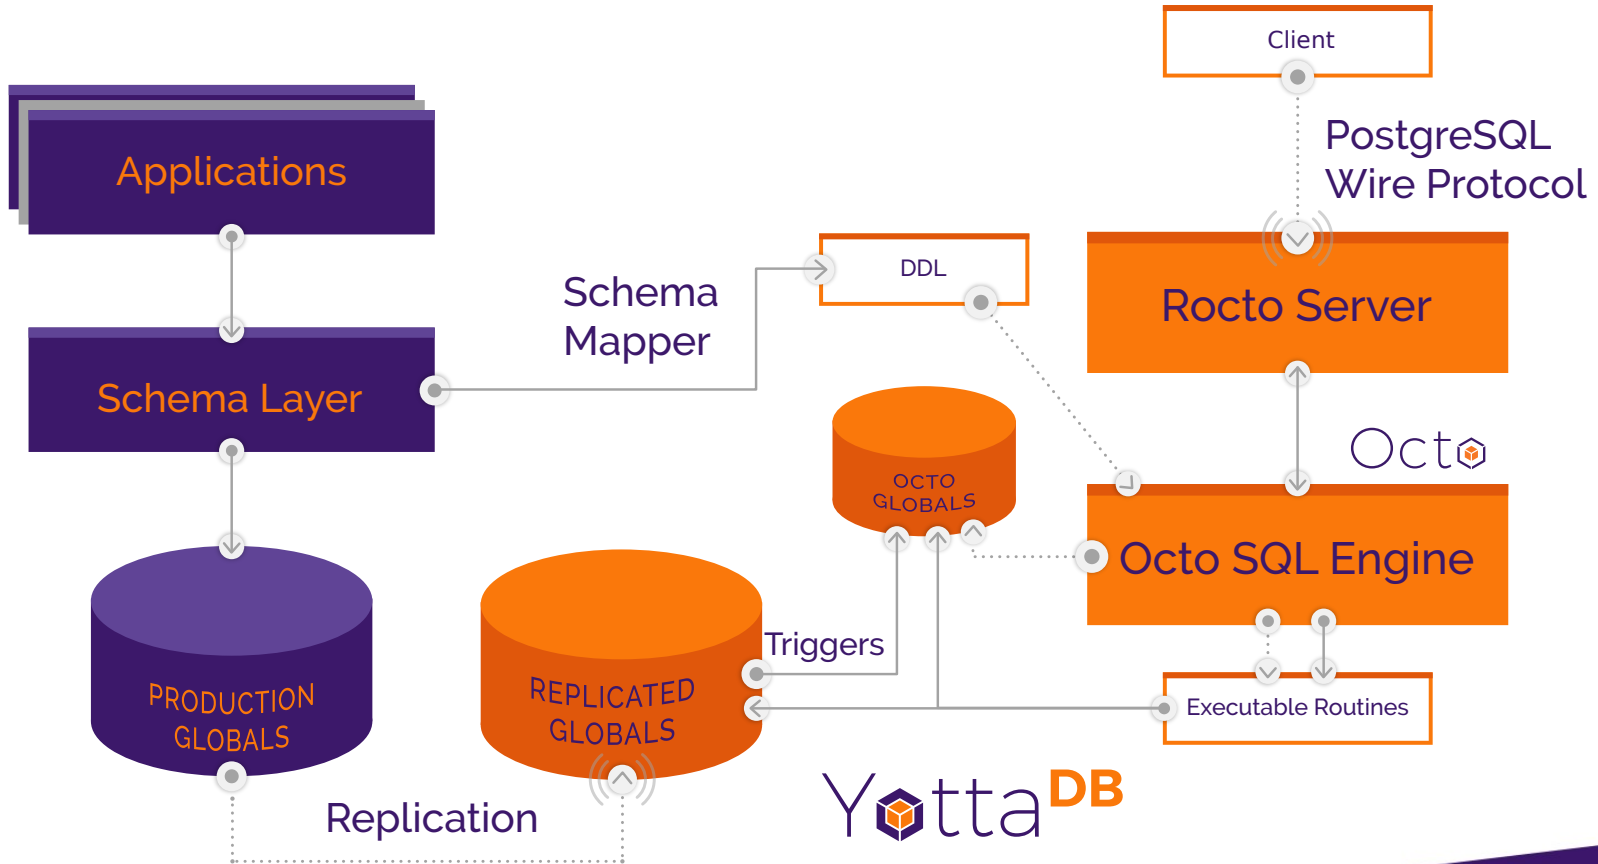 Client
PostgreSQL
Wire Protocol
Applications
Schema
Mapper
DDL
Rocto Server
Schema Layer
Octo
OCTO
GLOBALS
Octo SQL Engine
Triggers
PRODUCTION
GLOBALS
REPLICATED
GLOBALS
Executable Routines
Replication
YottaDB